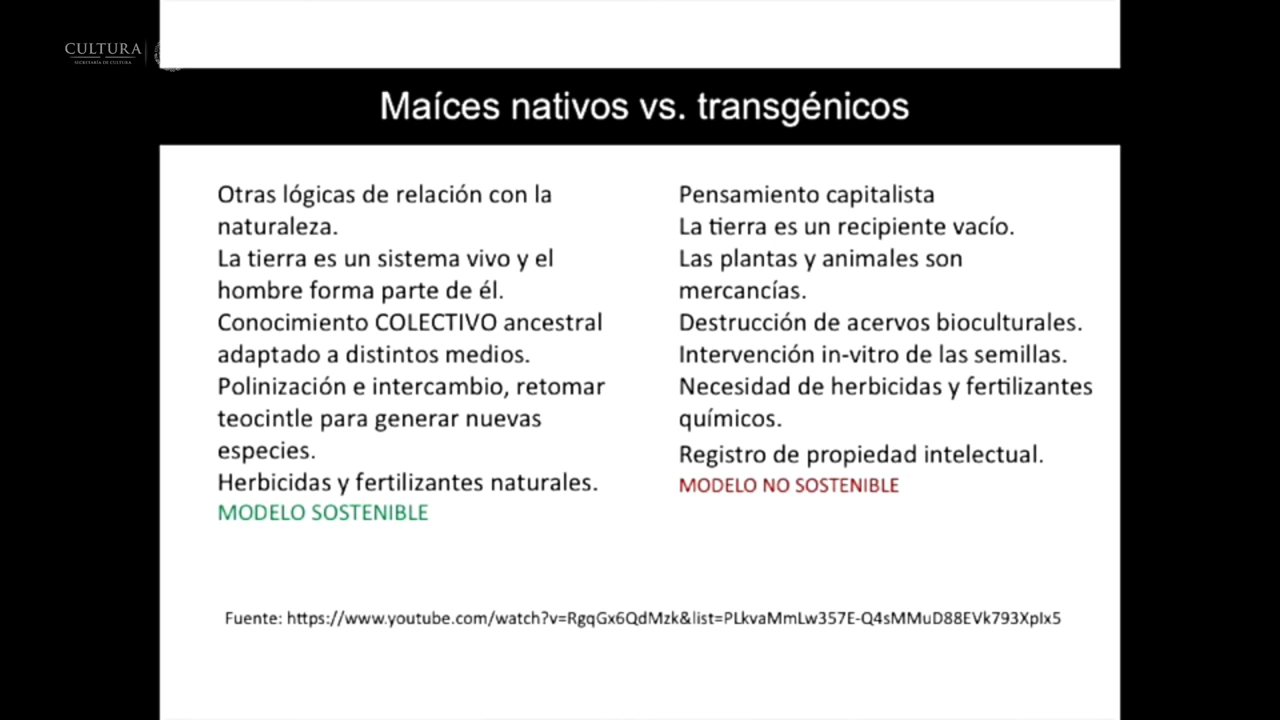 CULTURA
SECRETARÍA DE CULTURA
Maíces nativos vs. transgénicos
Otras lógicas de relación con la
naturaleza.
La tierra es un sistema vivo y el
hombre forma parte de él.
Conocimiento COLECTIVO ancestral
adaptado a distintos medios.
Polinización e intercambio, retomar
teocintle para generar nuevas
especies.
Herbicidas y fertilizantes naturales.
MODELO SOSTENIBLE
Pensamiento capitalista
La tierra es un recipiente vacío.
Las plantas y animales son
mercancías.
Destrucción de acervos bioculturales.
Intervención in-vitro de las semillas.
Necesidad de herbicidas y fertilizantes
químicos.
Registro de propiedad intelectual.
MODELO NO SOSTENIBLE
Fuente: https://www.youtube.com/watch?v=RgqGx6QdMzk&list=PLkvaMmLw357E-Q4sMMuD88EVk793XpIx5